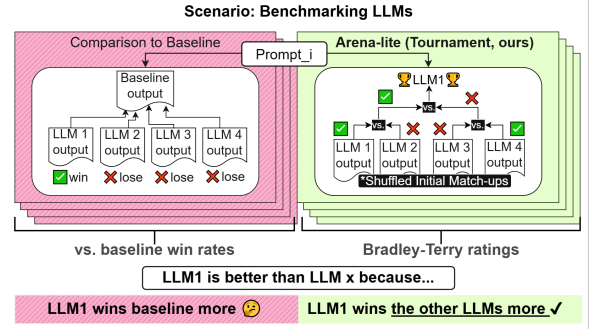 Scenario: Benchmarking LLMs
Comparison to Baseline
Arena-lite (Tournament, ours)
Prompt_i
Baseline
output
LLM 1
output
LLM 2
output
LLM 3
output
LLM 4
output
win
lose
lose
lose
LLM1
vs.
vs.
vs.
LLM 1
output
LLM 2
output
LLM 3
output
LLM 4
output
*Shuffled Initial Match-ups
vs. baseline win rates
Bradley-Terry ratings
LLM1 is better than LLM x because...
LLM1 wins baseline more
LLM1 wins the other LLMs more